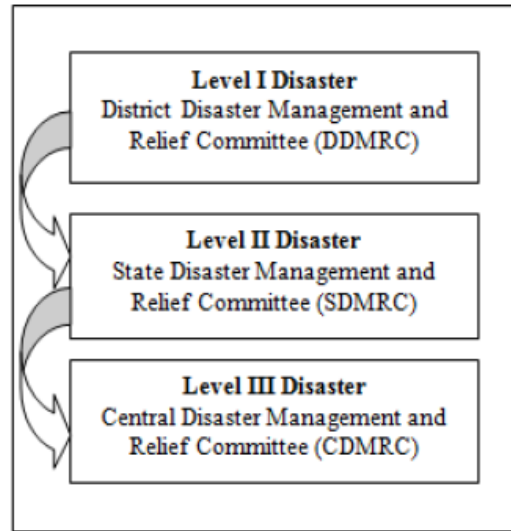 Level I Disaster
District Disaster Management and
Relief Committee (DDMRC)
Level II Disaster
State Disaster Management and
Relief Committee (SDMRC)
Level III Disaster
Central Disaster Management and
Relief Committee (CDMRC)